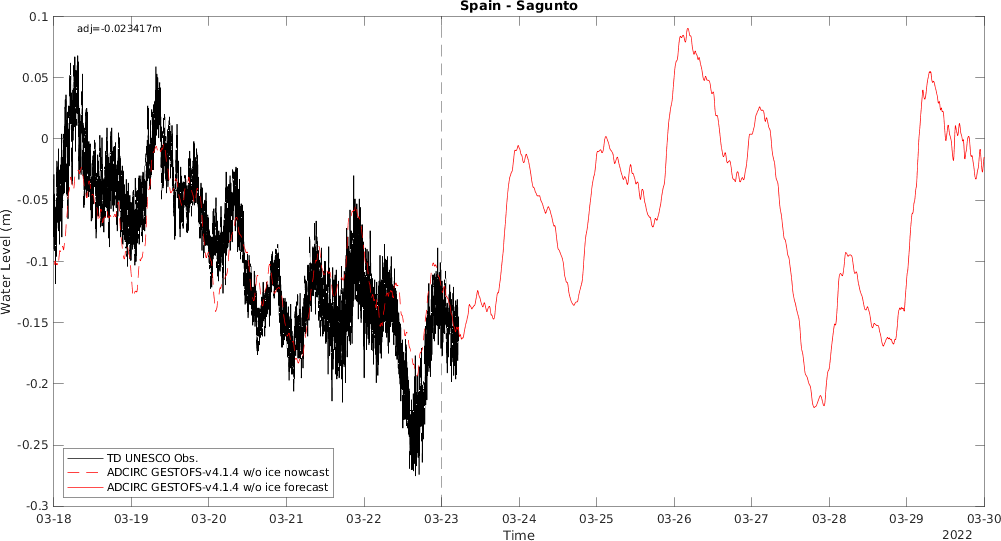 Spain - Sagunto
adj=-0.023417m
0.1
0.05
0
-0.05
-0.1
-0.15
-0.2
-0.25
-0.3
Water Level (m)
TD UNESCO Obs.
ADCIRC GESTOFS-v4.1.4 w/o ice nowcast
ADCIRC GESTOFS-v4.1.4 w/o ice forecast
03-18 03-19 03-20 03-21 03-22 03-23 03-24 03-25 03-26 03-27 03-28 03-29 03-30
Time
2022